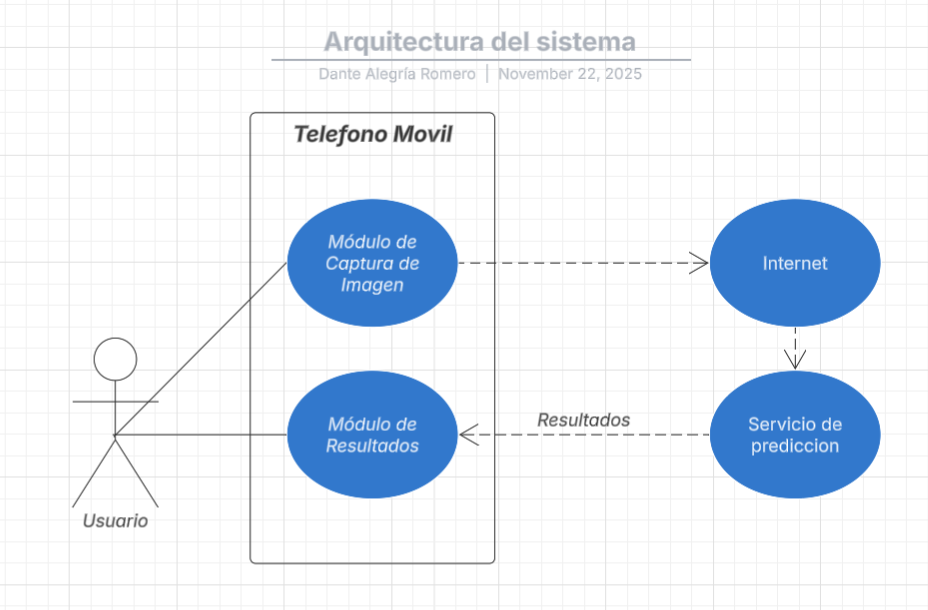 Arquitectura del sistema
Dante Alegría Romero | November 22, 2025
Telefono Movil
Módulo de
Captura de
Imagen
Internet
Módulo de
Resultados
Resultados
Servicio de
prediccion
Usuario